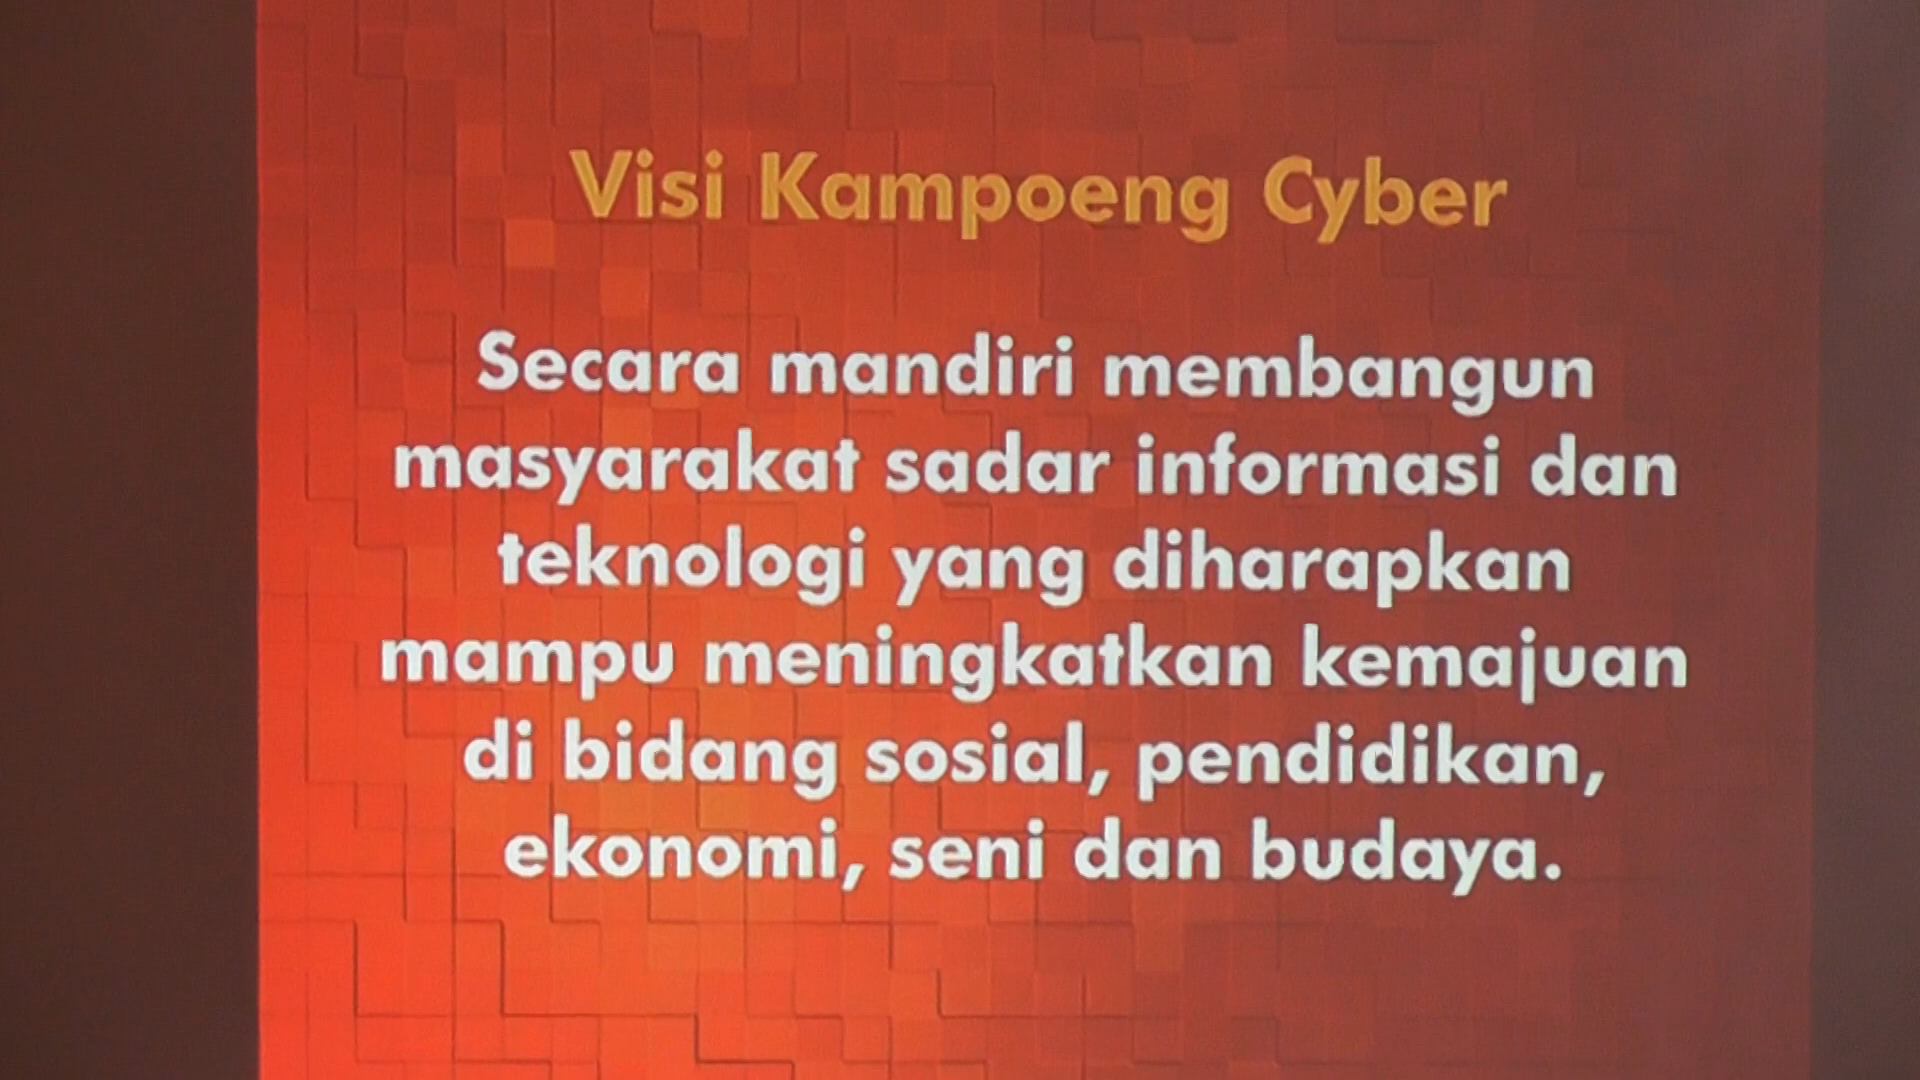 Visi Kampoeng Cyber
Secara mandiri membangun
masyarakat sadar informasi dan
teknologi yang diharapkan
mampu meningkatkan kemajuan
di bidang sosial, pendidikan,
ekonomi, seni dan budaya.